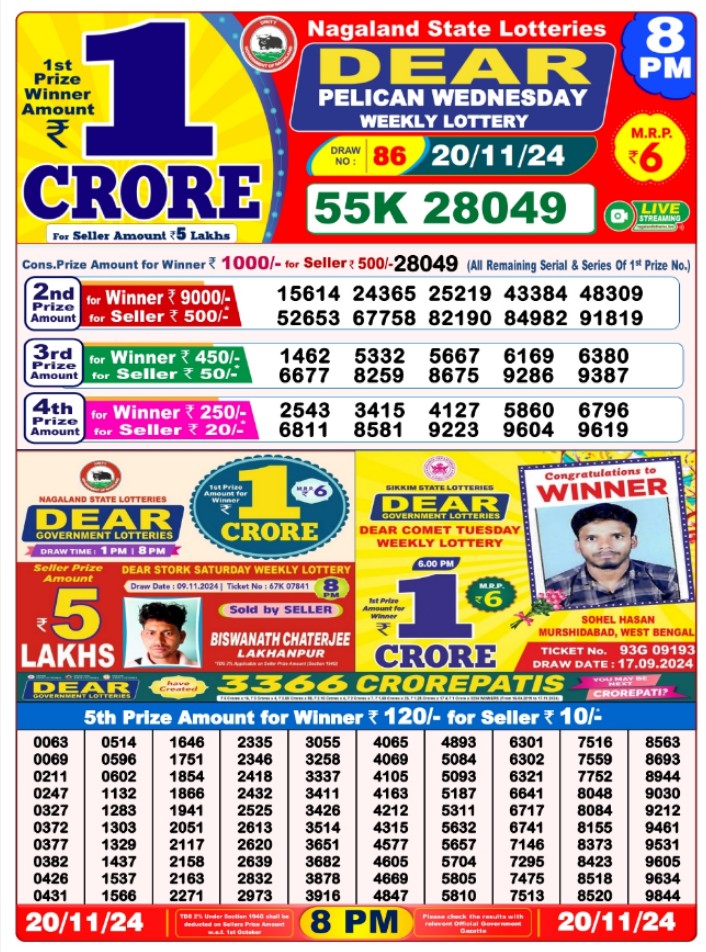 1st
Prize
Winner
Amount
₹
1
CRORE
For Seller Amount ₹5 Lakhs
Nagaland State Lotteries
DEAR
PELICAN WEDNESDAY
WEEKLY LOTTERY
8
PM
DRAW
NO :
86
20/11/24
M.R.P.
₹6
55K 28049
LIVE
STREAMING
Cons.Prize Amount for Winner ₹ 1000/- for Seller ₹ 500/-28049 (All Remaining Serial & Series Of 1st Prize No.)
2nd
Prize
Amount
for Winner ₹ 9000/-
for Seller ₹ 500/-
15614 24365 25219 43384 48309
52653 67758 82190 84982 91819
3rd
Prize
Amount
for Winner ₹ 450/-
for Seller ₹ 50/-
1462 5332 5667 6169 6380
6677 8259 8675 9286 9387
4th
Prize
Amount
for Winner ₹ 250/-
for Seller ₹ 20/-
2543 3415 4127 5860 6796
6811 8581 9223 9604 9619
NAGALAND STATE LOTTERIES
DEAR
GOVERNMENT LOTTERIES
DRAW TIME : 1 PM | 8 PM
1st Prize
Amount for
Winner
₹
1
CRORE
M.R.P ₹6
Seller Prize
Amount
₹5
LAKHS
DEAR STORK SATURDAY WEEKLY LOTTERY
Draw Date : 09.11.2024 | Ticket No : 67K 07841
8
PM
Sold by SELLER
BISWANATH CHATERJEE
LAKHANPUR
SIKKIM STATE LOTTERIES
DEAR
GOVERNMENT LOTTERIES
DEAR COMET TUESDAY
WEEKLY LOTTERY
6.00 PM
1st Prize
Amount for
Winner
₹
1
CRORE
M.R.P.
₹6
Congratulations to
WINNER
SOHEL HASAN
MURSHIDABAD, WEST BENGAL
TICKET No. 93G 09193
DRAW DATE : 17.09.2024
DEAR
GOVERNMENT LOTTERIES
have
Created
3366 CROREPATIS
YOU MAY BE
NEXT
CROREPATI?
5th Prize Amount for Winner ₹ 120/- for Seller ₹ 10/-
0063 0514 1646 2335 3055 4065 4893 6301 7516 8563
0069 0596 1751 2346 3258 4069 5084 6302 7559 8693
0211 0602 1854 2418 3337 4105 5093 6321 7752 8944
0247 1132 1866 2432 3411 4163 5187 6641 8048 9030
0327 1283 1941 2525 3426 4212 5311 6717 8084 9212
0372 1303 2051 2613 3514 4315 5632 6741 8155 9461
0377 1329 2117 2620 3651 4577 5657 7146 8373 9531
0382 1437 2158 2639 3682 4605 5704 7295 8423 9605
0426 1537 2163 2832 3878 4669 5805 7475 8518 9634
0431 1566 2271 2973 3916 4847 5810 7513 8520 9844
20/11/24
TDS 2% Under Section 194G shall be
deducted on Sellers Prize Amount
w.e.f. 1st October
8 PM
Please check the results with
relevant Official Government
Gazette
20/11/24